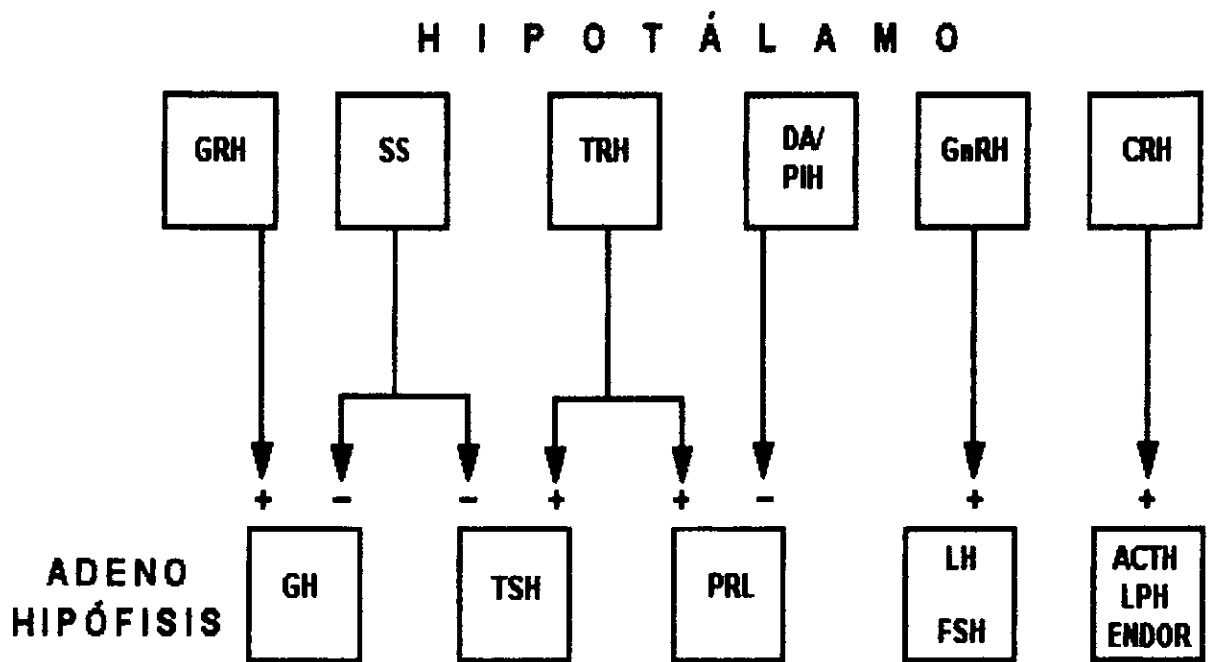 HIPOTÁLAMO
GRH
SS
TRH
DA/
PIH
GnRH
CRH
+ − − + + − + +
ADENO
HIPÓFISIS
GH
TSH
PRL
LH
FSH
ACTH
LPH
ENDOR